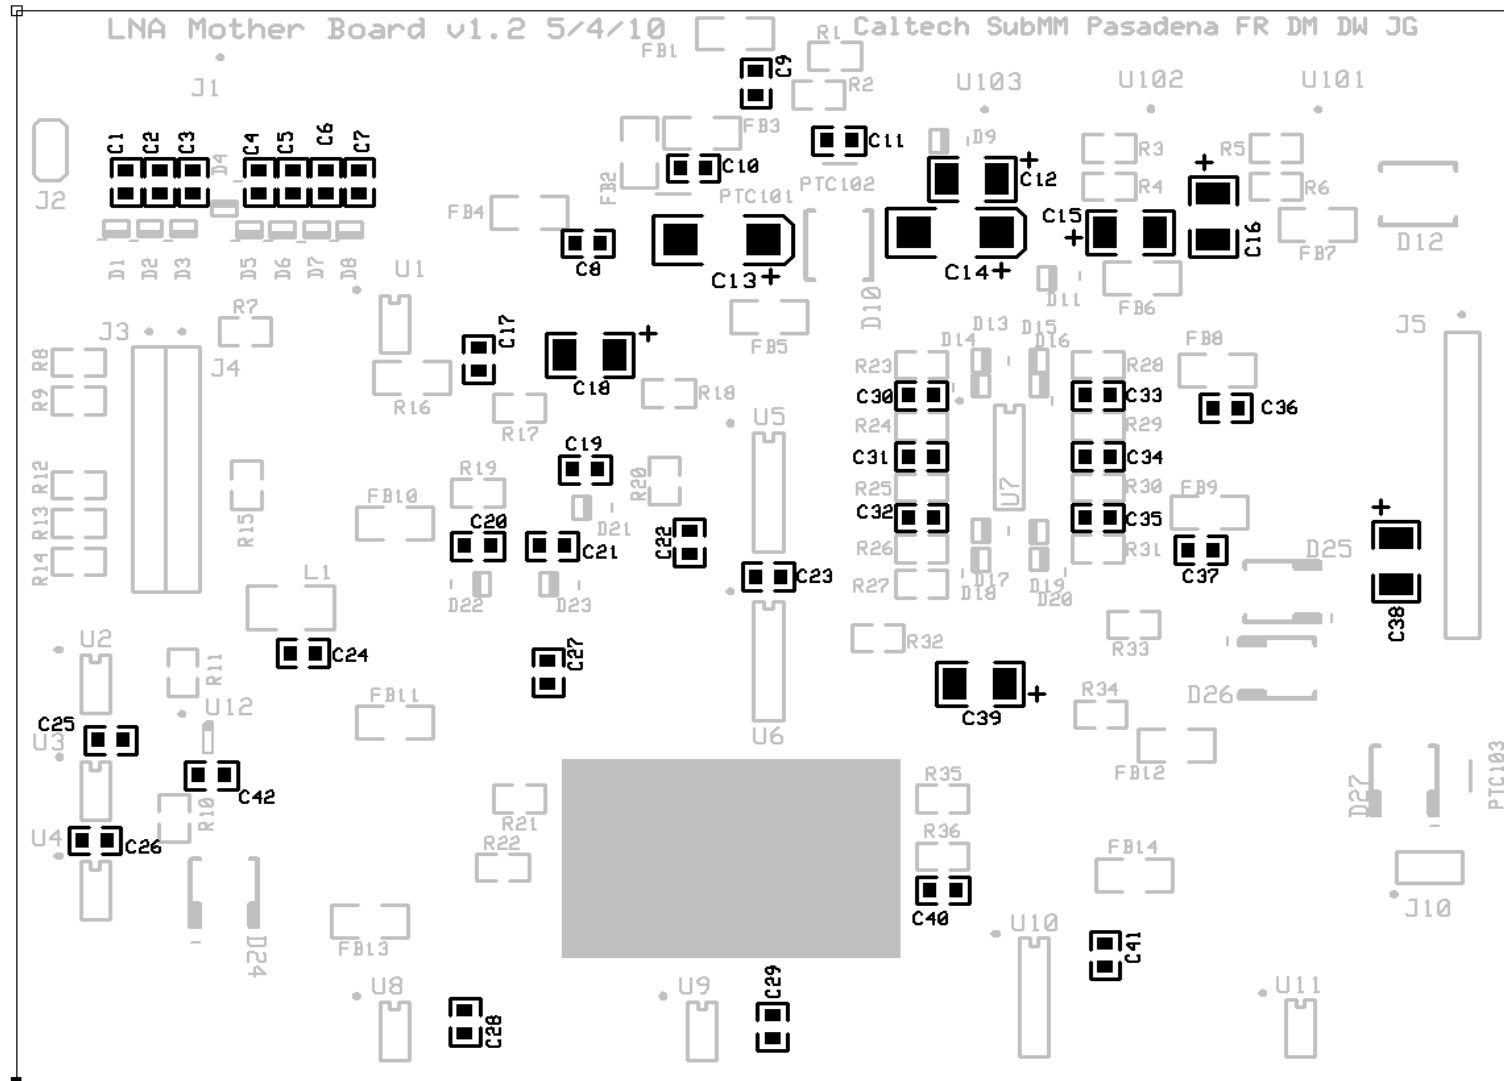 LNA Mother Board v1.2 5/4/10
Caltech SubMM Pasadena FR DM DW JG
FB1
R1
C9
J1
R2
U103
U102
U101
C1
C2
C3
C4
C5
C6
C7
FB3
C11
D9
R3
R5
D4
C10
C12
R4
R6
J2
FB2
PTC101
PTC102
FB4
C15
C16
FB7
D12
D1
D2
D3
D5
D6
D7
D8
U1
C8
C13
C14
D10
D11
FB6
R7
J3
J4
C17
FB5
D13
D14
D15
D16
J5
R8
R9
R16
R17
C18
R18
R23
R28
FB8
C30
C33
C36
U5
R24
R29
C19
C31
C34
R12
R13
R14
R15
R19
R20
FB10
R25
U7
R30
FB9
C20
C21
D21
C22
C32
C35
R26
R31
D25
C37
L1
D22
D23
C23
R27
D17
D18
D19
D20
C38
U2
C24
R11
C27
R32
R33
D26
U12
FB11
C39
R34
C25
U3
U6
FB12
C42
R10
R21
R35
D27
PTC103
U4
C26
R22
R36
FB14
D24
FB13
C40
U10
C41
J10
U8
C28
U9
C29
U11